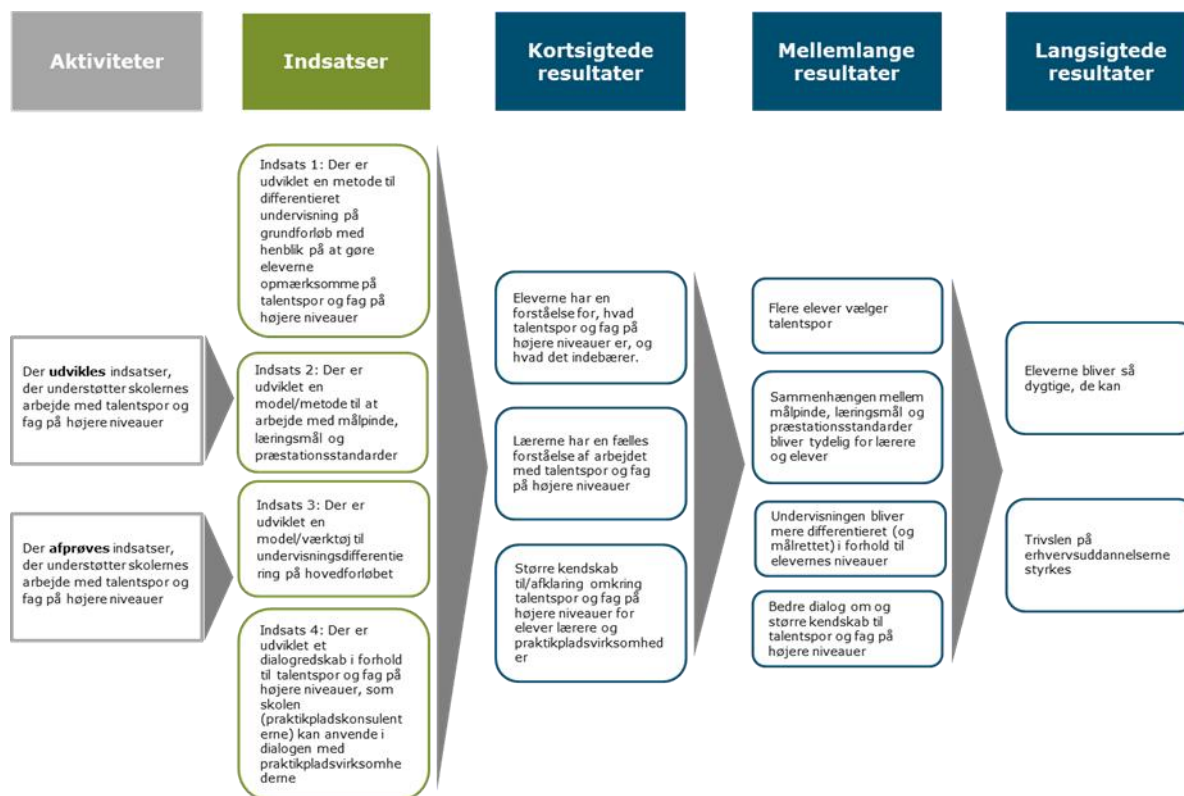 Aktiviteter
Indsatser
Kortsigtede
resultater
Mellemlange
resultater
Langsigtede
resultater
Der udvikles indsatser,
der understøtter skolernes
arbejde med talentspor og
fag på højere niveauer
Der afprøves indsatser,
der understøtter skolernes
arbejde med talentspor og
fag på højere niveauer
Indsats 1: Der er
udviklet en metode til
differentieret
undervisning på
grundforløb med
henblik på at gøre
eleverne
opmærksomme på
talentspor og fag på
højere niveauer
Indsats 2: Der er
udviklet en
model/metode til at
arbejde med målpinde,
læringsmål og
præstationsstandarder
Indsats 3: Der er
udviklet en
model/værktøj til
undervisningsdifferentie
ring på hovedforløbet
Indsats 4: Der er
udviklet et
dialogredskab i forhold
til talentspor og fag på
højere niveauer, som
skolen
(praktikpladskonsulent
erne) kan anvende i
dialogen med
praktikpladsvirksomhe
derne
Eleverne har en
forståelse for, hvad
talentspor og fag på
højere niveauer er, og
hvad det indebærer.
Lærerne har en fælles
forståelse af arbejdet
med talentspor og fag
på højere niveauer
Større kendskab
til/afklaring omkring
talentspor og fag på
højere niveauer for
elever lærere og
praktikpladsvirksomhed
er
Flere elever vælger
talentspor
Sammenhængen mellem
målpinde, læringsmål og
præstationsstandarder
bliver tydelig for lærere
og elever
Undervisningen bliver
mere differentieret (og
målrettet) i forhold til
elevernes niveauer
Bedre dialog om og
større kendskab til
talentspor og fag på
højere niveauer
Eleverne bliver så
dygtige, de kan
Trivslen på
erhvervsuddannelserne
styrkes